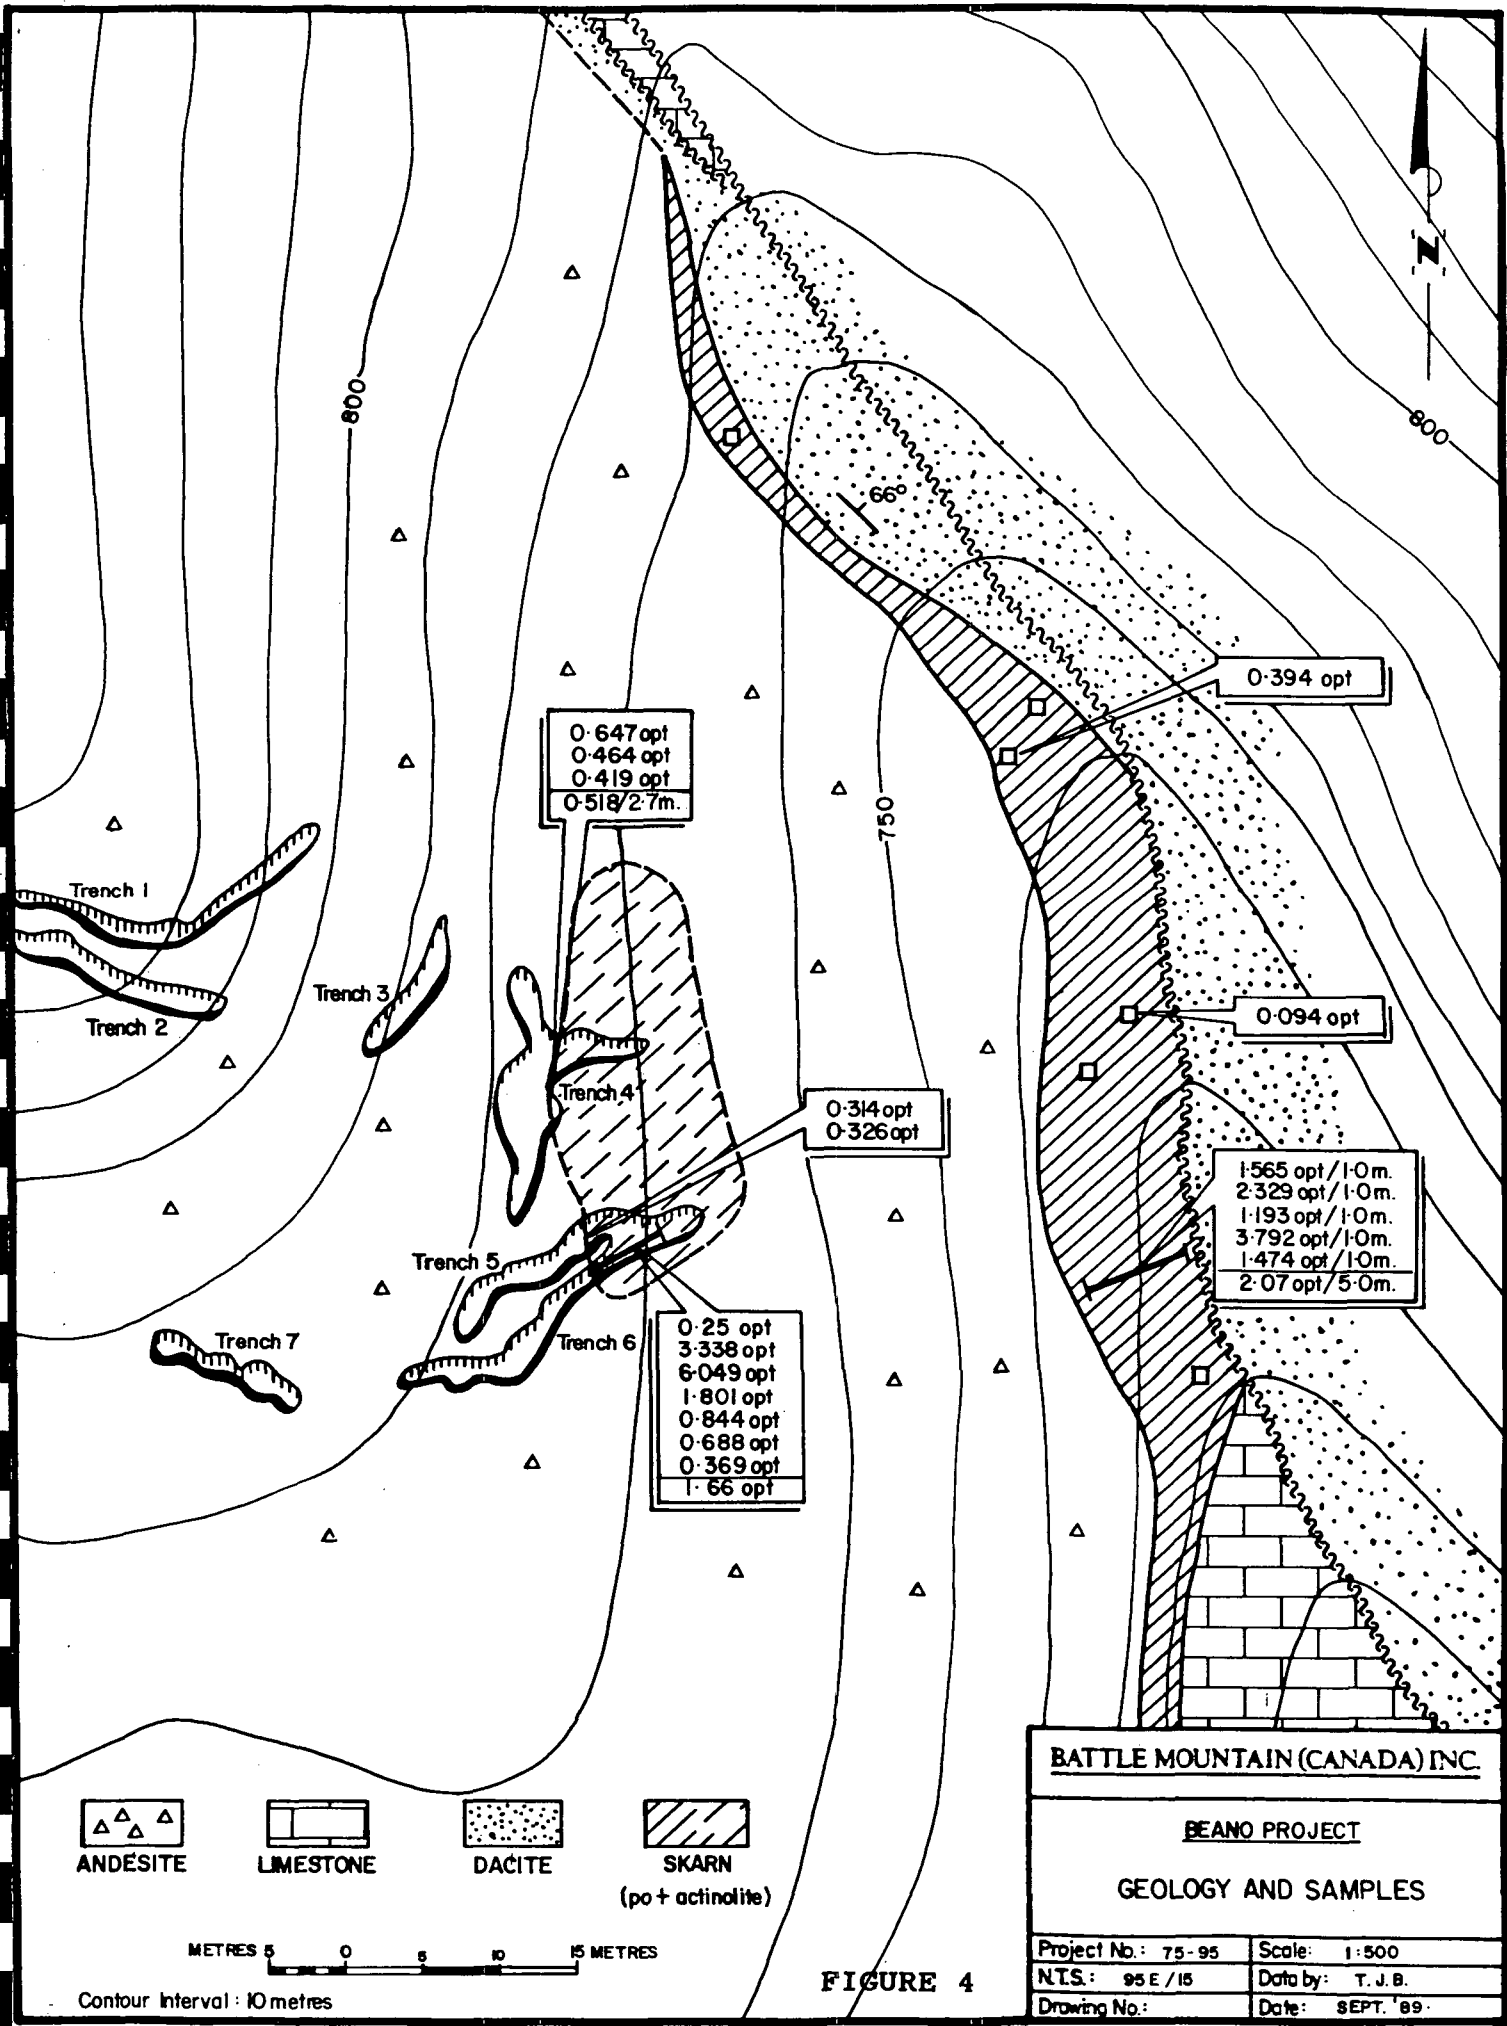 N
800
800
66°
0.394 opt
0.647 opt
0.464 opt
0.419 opt
0.518/2.7m.
750
Trench 1
Trench 2
Trench 3
Trench 4
0.094 opt
0.314 opt
0.326 opt
1.565 opt/1.0m.
2.329 opt/1.0m.
1.193 opt/1.0m.
3.792 opt/1.0m.
1.474 opt/1.0m.
2.07 opt/5.0m.
Trench 5
Trench 6
Trench 7
0.25 opt
3.338 opt
6.049 opt
1.801 opt
0.844 opt
0.688 opt
0.369 opt
1.66 opt
ANDESITE
LIMESTONE
DACITE
SKARN
(po + actinolite)
METRES 5 0 5 10 15 METRES
Contour Interval : 10 metres
FIGURE 4
BATTLE MOUNTAIN (CANADA) INC.
BEANO PROJECT
GEOLOGY AND SAMPLES
Project No.: 75-95
Scale: 1:500
N.T.S.: 95 E / 15
Data by: T. J. B.
Drawing No.:
Date: SEPT. '89.